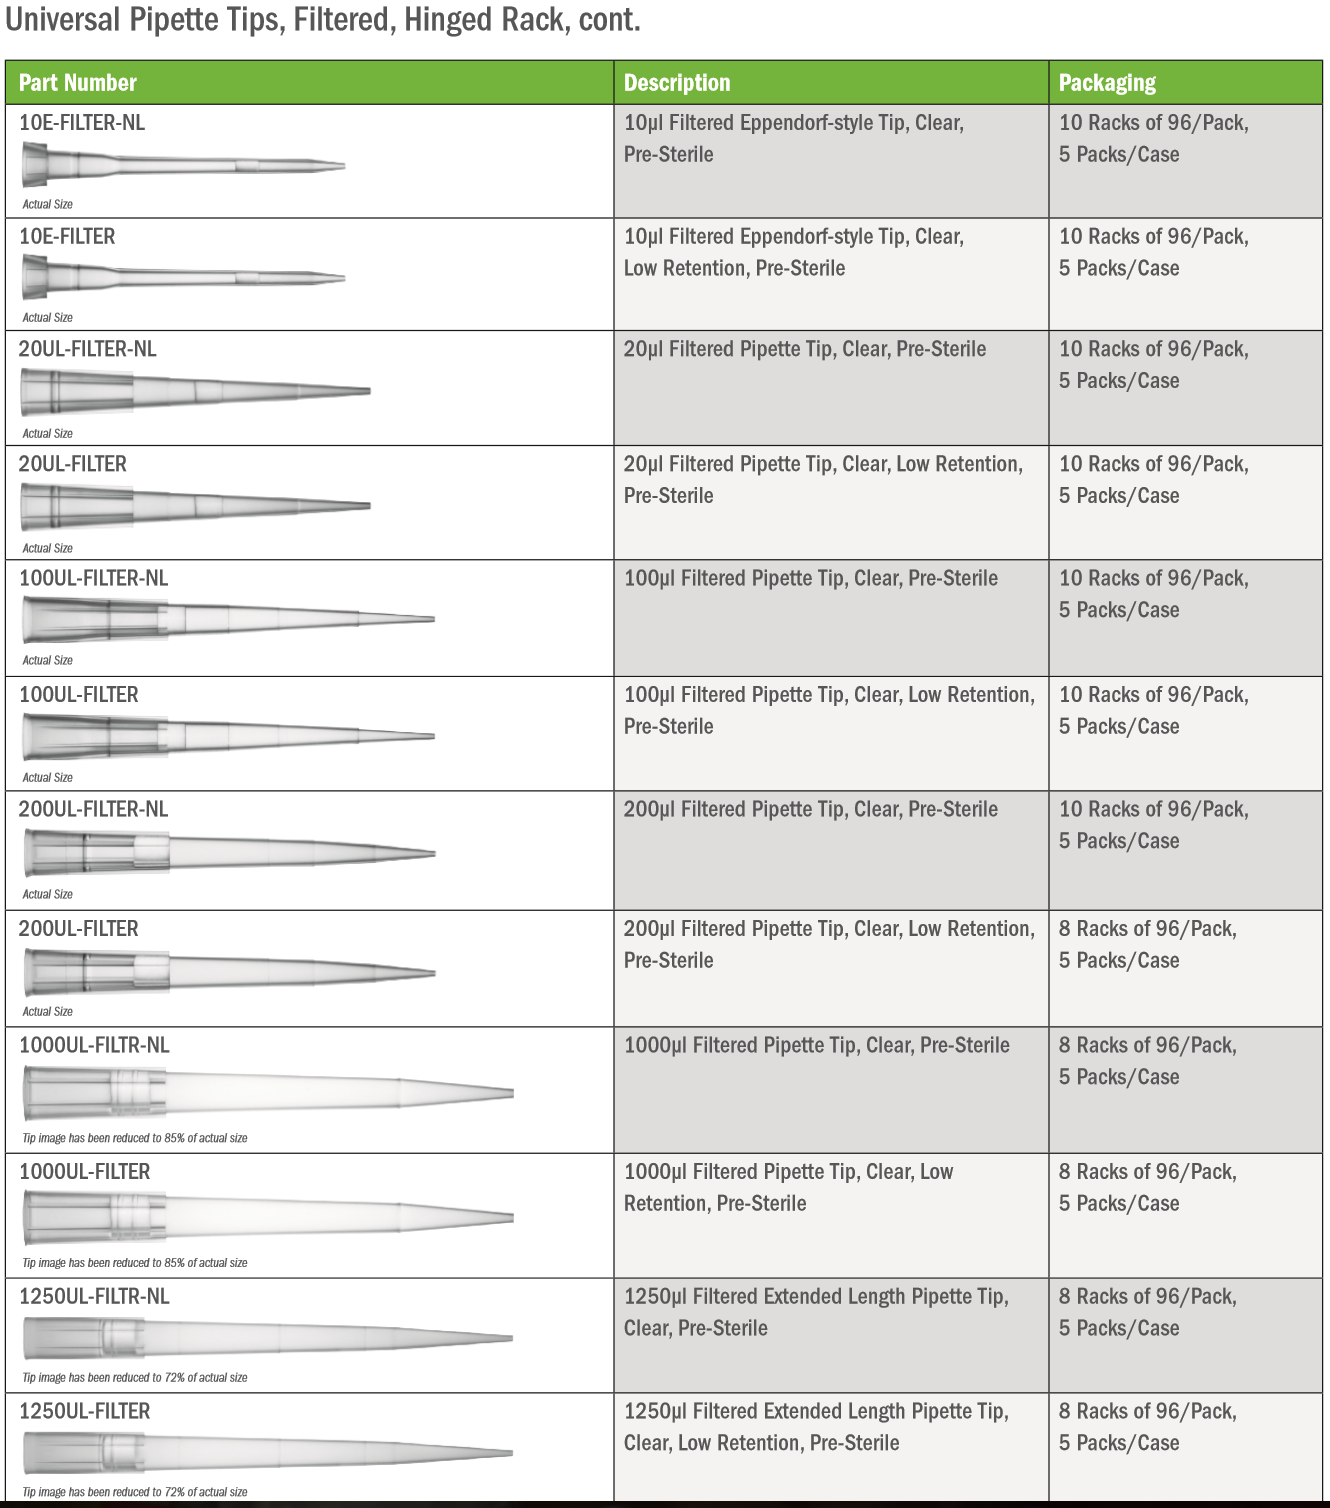 Universal Pipette Tips, Filtered, Hinged Rack, cont.
Part Number
Description
Packaging
10E-FILTER-NL
10µl Filtered Eppendorf-style Tip, Clear,
Pre-Sterile
10 Racks of 96/Pack,
5 Packs/Case
Actual Size
10E-FILTER
10µl Filtered Eppendorf-style Tip, Clear,
Low Retention, Pre-Sterile
10 Racks of 96/Pack,
5 Packs/Case
Actual Size
20UL-FILTER-NL
20µl Filtered Pipette Tip, Clear, Pre-Sterile
10 Racks of 96/Pack,
5 Packs/Case
Actual Size
20UL-FILTER
20µl Filtered Pipette Tip, Clear, Low Retention,
Pre-Sterile
10 Racks of 96/Pack,
5 Packs/Case
Actual Size
100UL-FILTER-NL
100µl Filtered Pipette Tip, Clear, Pre-Sterile
10 Racks of 96/Pack,
5 Packs/Case
Actual Size
100UL-FILTER
100µl Filtered Pipette Tip, Clear, Low Retention,
Pre-Sterile
10 Racks of 96/Pack,
5 Packs/Case
Actual Size
200UL-FILTER-NL
200µl Filtered Pipette Tip, Clear, Pre-Sterile
10 Racks of 96/Pack,
5 Packs/Case
Actual Size
200UL-FILTER
200µl Filtered Pipette Tip, Clear, Low Retention,
Pre-Sterile
8 Racks of 96/Pack,
5 Packs/Case
Actual Size
1000UL-FILTR-NL
1000µl Filtered Pipette Tip, Clear, Pre-Sterile
8 Racks of 96/Pack,
5 Packs/Case
Tip image has been reduced to 85% of actual size
1000UL-FILTER
1000µl Filtered Pipette Tip, Clear, Low
Retention, Pre-Sterile
8 Racks of 96/Pack,
5 Packs/Case
Tip image has been reduced to 85% of actual size
1250UL-FILTR-NL
1250µl Filtered Extended Length Pipette Tip,
Clear, Pre-Sterile
8 Racks of 96/Pack,
5 Packs/Case
Tip image has been reduced to 72% of actual size
1250UL-FILTER
1250µl Filtered Extended Length Pipette Tip,
Clear, Low Retention, Pre-Sterile
8 Racks of 96/Pack,
5 Packs/Case
Tip image has been reduced to 72% of actual size